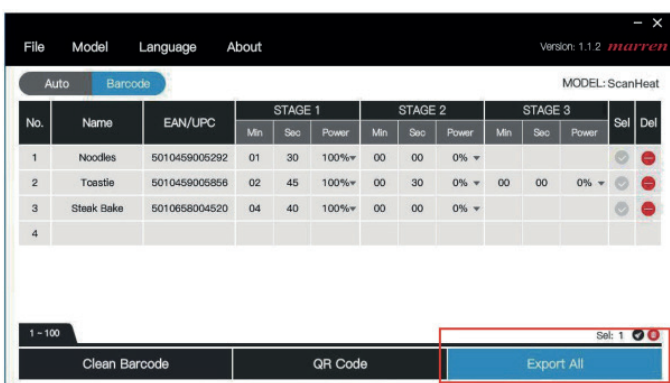 File Model Language About Version: 1.1.2 marren
Auto Barcode MODEL: ScanHeat
No. Name EAN/UPC STAGE 1 STAGE 2 STAGE 3 Sel Del
Min Sec Power Min Sec Power Min Sec Power
1 Noodles 5010459005292 01 30 100% 00 00 0%
2 Toastie 5010459005856 02 45 100% 00 30 0% 00 00 0%
3 Steak Bake 5010658004520 04 40 100% 00 00 0%
4
1 ~ 100 Sel: 1
Clean Barcode QR Code Export All